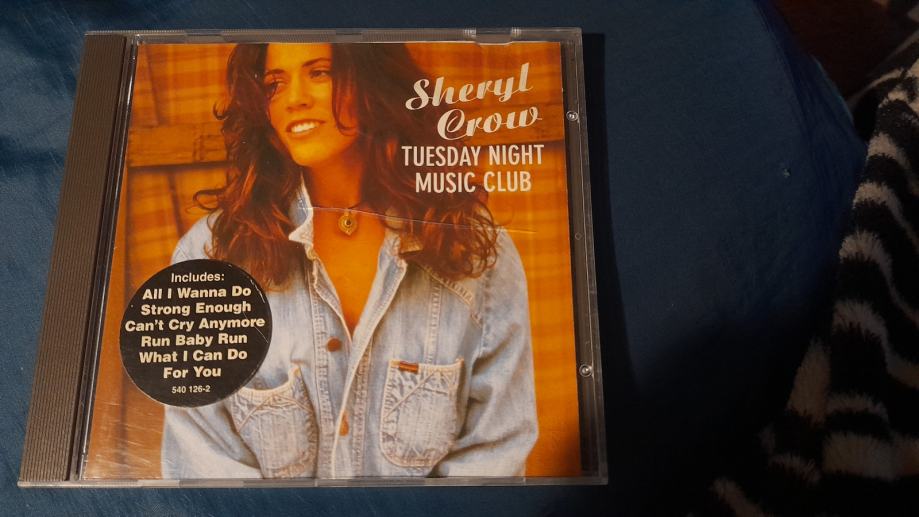 Sheryl
Crow
TUESDAY NIGHT
MUSIC CLUB
Includes:
All I Wanna Do
Strong Enough
Can't Cry Anymore
Run Baby Run
What I Can Do
For You
540 126-2